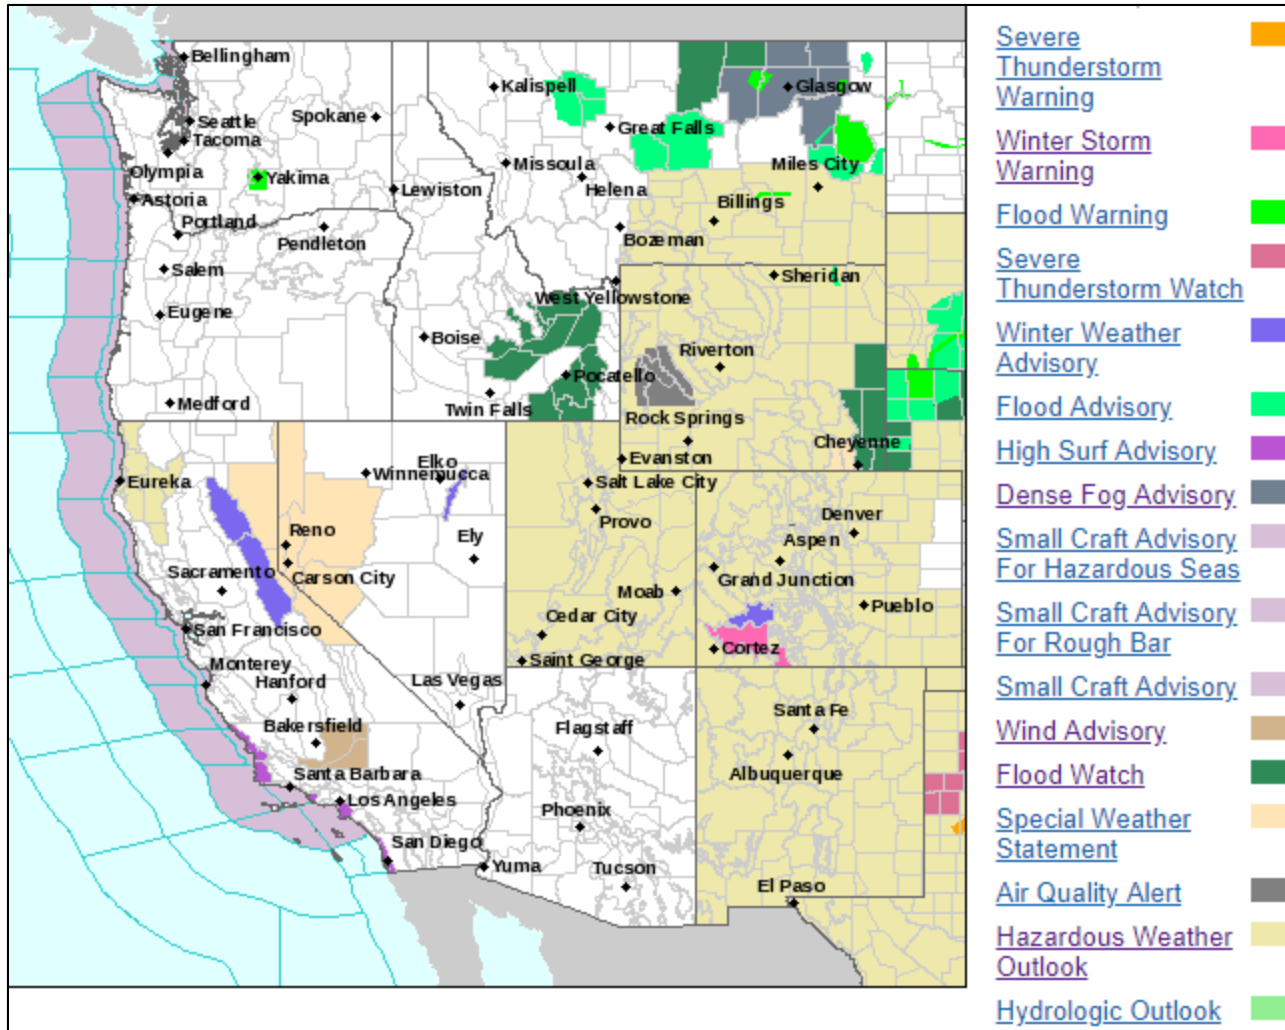 Bellingham
Seattle
Tacoma
Spokane
Olympia
Yakima
Astoria
Portland
Pendleton
Lewiston
Salem
Eugene
Medford
Kalispell
Great Falls
Glasgow
Missoula
Helena
Miles City
Billings
Bozeman
West Yellowstone
Sheridan
Boise
Pocatello
Twin Falls
Riverton
Rock Springs
Cheyenne
Evanston
Eureka
Winnemucca
Elko
Reno
Carson City
Ely
Sacramento
San Francisco
Monterey
Hanford
Bakersfield
Santa Barbara
Los Angeles
San Diego
Las Vegas
Salt Lake City
Provo
Moab
Cedar City
Saint George
Denver
Aspen
Grand Junction
Pueblo
Cortez
Flagstaff
Phoenix
Tucson
Yuma
Santa Fe
Albuquerque
El Paso
Severe
Thunderstorm
Warning
Winter Storm
Warning
Flood Warning
Severe
Thunderstorm Watch
Winter Weather
Advisory
Flood Advisory
High Surf Advisory
Dense Fog Advisory
Small Craft Advisory
For Hazardous Seas
Small Craft Advisory
For Rough Bar
Small Craft Advisory
Wind Advisory
Flood Watch
Special Weather
Statement
Air Quality Alert
Hazardous Weather
Outlook
Hydrologic Outlook